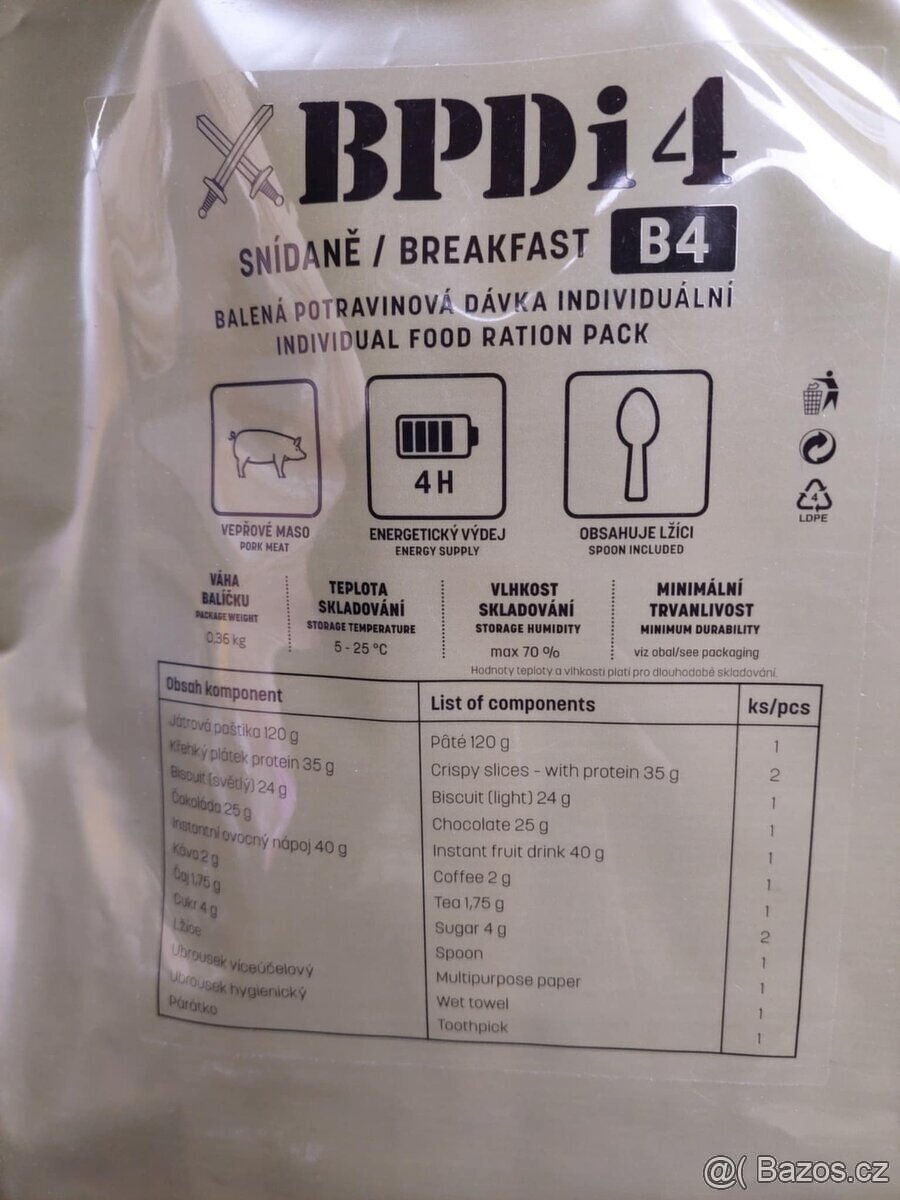 BPDi4
SNÍDANĚ / BREAKFAST B4
BALENÁ POTRAVINOVÁ DÁVKA INDIVIDUÁLNÍ
INDIVIDUAL FOOD RATION PACK
VEPŘOVÉ MASO
PORK MEAT
4H
ENERGETICKÝ VÝDEJ
ENERGY SUPPLY
OBSAHUJE LŽÍCI
SPOON INCLUDED
4
LDPE
VÁHA
BALÍČKU
PACKAGE WEIGHT
0,36 kg
TEPLOTA
SKLADOVÁNÍ
STORAGE TEMPERATURE
5 - 25 °C
VLHKOST
SKLADOVÁNÍ
STORAGE HUMIDITY
max 70 %
MINIMÁLNÍ
TRVANLIVOST
MINIMUM DURABILITY
viz obal/see packaging
Hodnoty teploty a vlhkosti platí pro dlouhodobé skladování.
Obsah komponent List of components ks/pcs
Játrová paštika 120 g Pâté 120 g 1
Křehký plátek protein 35 g Crispy slices - with protein 35 g 2
Biscuit (světlý) 24 g Biscuit (light) 24 g 1
Čokoláda 25 g Chocolate 25 g 1
Instantní ovocný nápoj 40 g Instant fruit drink 40 g 1
Káva 2 g Coffee 2 g 1
Čaj 1,75 g Tea 1,75 g 1
Cukr 4 g Sugar 4 g 2
Lžíce Spoon 1
Ubrousek víceúčelový Multipurpose paper 1
Ubrousek hygienický Wet towel 1
Párátko Toothpick 1
@( Bazos.cz